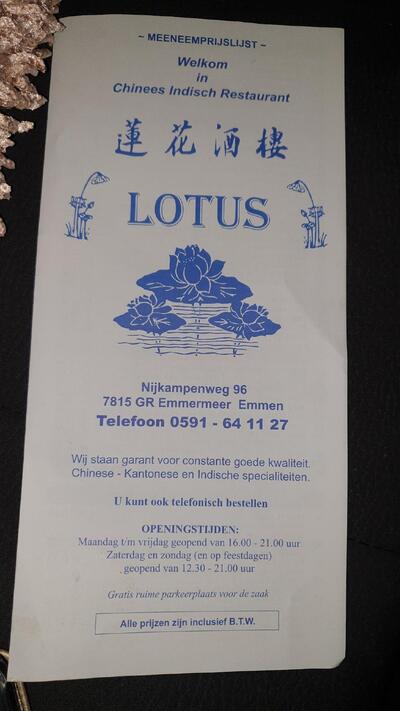 ~ MEENEEMPRIJSLIJST ~
Welkom
in
Chinees Indisch Restaurant
蓮花酒樓
LOTUS
Nijkampenweg 96
7815 GR Emmermeer Emmen
Telefoon 0591 - 64 11 27
Wij staan garant voor constante goede kwaliteit.
Chinese - Kantonese en Indische specialiteiten.
U kunt ook telefonisch bestellen
OPENINGSTIJDEN:
Maandag t/m vrijdag geopend van 16.00 - 21.00 uur
Zaterdag en zondag (en op feestdagen)
geopend van 12.30 - 21.00 uur
Gratis ruime parkeerplaats voor de zaak
Alle prijzen zijn inclusief B.T.W.